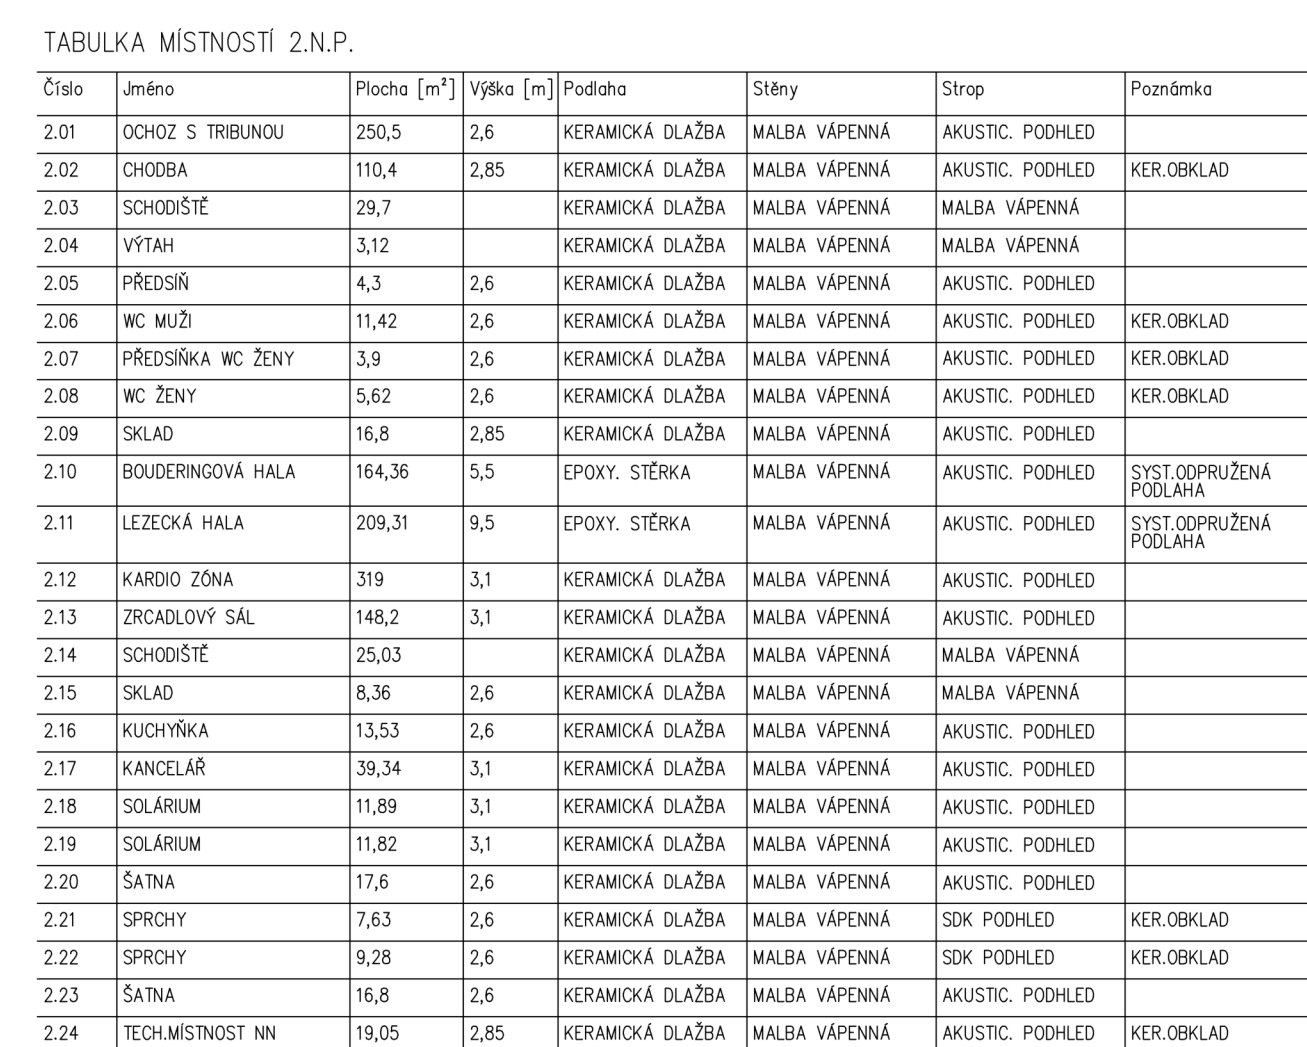 TABULKA MÍSTNOSTÍ 2.N.P.
Číslo Jméno Plocha [m²] Výška [m] Podlaha Stěny Strop Poznámka
2.01 OCHOZ S TRIBUNOU 250,5 2,6 KERAMICKÁ DLAŽBA MALBA VÁPENNÁ AKUSTIC. PODHLED
2.02 CHODBA 110,4 2,85 KERAMICKÁ DLAŽBA MALBA VÁPENNÁ AKUSTIC. PODHLED KER.OBKLAD
2.03 SCHODIŠTĚ 29,7 KERAMICKÁ DLAŽBA MALBA VÁPENNÁ MALBA VÁPENNÁ
2.04 VÝTAH 3,12 KERAMICKÁ DLAŽBA MALBA VÁPENNÁ MALBA VÁPENNÁ
2.05 PŘEDSÍŇ 4,3 2,6 KERAMICKÁ DLAŽBA MALBA VÁPENNÁ AKUSTIC. PODHLED
2.06 WC MUŽI 11,42 2,6 KERAMICKÁ DLAŽBA MALBA VÁPENNÁ AKUSTIC. PODHLED KER.OBKLAD
2.07 PŘEDSÍŇKA WC ŽENY 3,9 2,6 KERAMICKÁ DLAŽBA MALBA VÁPENNÁ AKUSTIC. PODHLED KER.OBKLAD
2.08 WC ŽENY 5,62 2,6 KERAMICKÁ DLAŽBA MALBA VÁPENNÁ AKUSTIC. PODHLED KER.OBKLAD
2.09 SKLAD 16,8 2,85 KERAMICKÁ DLAŽBA MALBA VÁPENNÁ AKUSTIC. PODHLED
2.10 BOUDERINGOVÁ HALA 164,36 5,5 EPOXY. STĚRKA MALBA VÁPENNÁ AKUSTIC. PODHLED SYST.ODPRUŽENÁ
PODLAHA
2.11 LEZECKÁ HALA 209,31 9,5 EPOXY. STĚRKA MALBA VÁPENNÁ AKUSTIC. PODHLED SYST.ODPRUŽENÁ
PODLAHA
2.12 KARDIO ZÓNA 319 3,1 KERAMICKÁ DLAŽBA MALBA VÁPENNÁ AKUSTIC. PODHLED
2.13 ZRCADLOVÝ SÁL 148,2 3,1 KERAMICKÁ DLAŽBA MALBA VÁPENNÁ AKUSTIC. PODHLED
2.14 SCHODIŠTĚ 25,03 KERAMICKÁ DLAŽBA MALBA VÁPENNÁ MALBA VÁPENNÁ
2.15 SKLAD 8,36 2,6 KERAMICKÁ DLAŽBA MALBA VÁPENNÁ MALBA VÁPENNÁ
2.16 KUCHYŇKA 13,53 2,6 KERAMICKÁ DLAŽBA MALBA VÁPENNÁ AKUSTIC. PODHLED
2.17 KANCELÁŘ 39,34 3,1 KERAMICKÁ DLAŽBA MALBA VÁPENNÁ AKUSTIC. PODHLED
2.18 SOLÁRIUM 11,89 3,1 KERAMICKÁ DLAŽBA MALBA VÁPENNÁ AKUSTIC. PODHLED
2.19 SOLÁRIUM 11,82 3,1 KERAMICKÁ DLAŽBA MALBA VÁPENNÁ AKUSTIC. PODHLED
2.20 ŠATNA 17,6 2,6 KERAMICKÁ DLAŽBA MALBA VÁPENNÁ AKUSTIC. PODHLED
2.21 SPRCHY 7,63 2,6 KERAMICKÁ DLAŽBA MALBA VÁPENNÁ SDK PODHLED KER.OBKLAD
2.22 SPRCHY 9,28 2,6 KERAMICKÁ DLAŽBA MALBA VÁPENNÁ SDK PODHLED KER.OBKLAD
2.23 ŠATNA 16,8 2,6 KERAMICKÁ DLAŽBA MALBA VÁPENNÁ AKUSTIC. PODHLED
2.24 TECH.MÍSTNOST NN 19,05 2,85 KERAMICKÁ DLAŽBA MALBA VÁPENNÁ AKUSTIC. PODHLED KER.OBKLAD